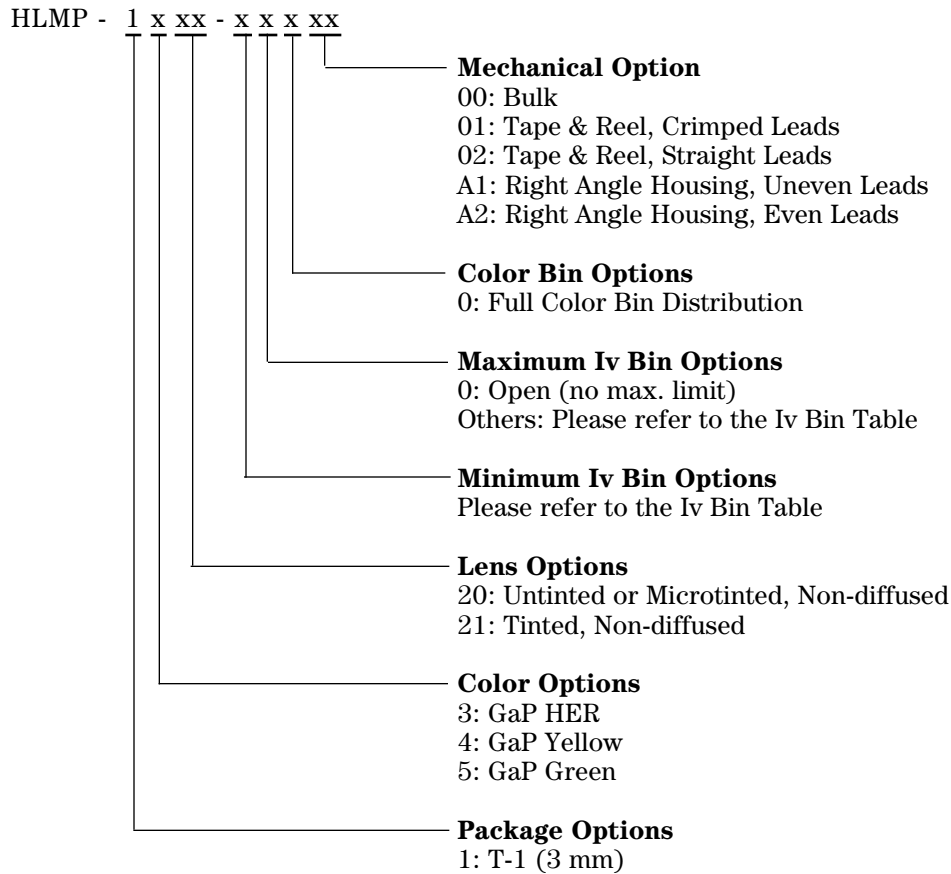 HLMP - 1 x xx - x x x xx
Mechanical Option
00: Bulk
01: Tape & Reel, Crimped Leads
02: Tape & Reel, Straight Leads
A1: Right Angle Housing, Uneven Leads
A2: Right Angle Housing, Even Leads
Color Bin Options
0: Full Color Bin Distribution
Maximum Iv Bin Options
0: Open (no max. limit)
Others: Please refer to the Iv Bin Table
Minimum Iv Bin Options
Please refer to the Iv Bin Table
Lens Options
20: Untinted or Microtinted, Non-diffused
21: Tinted, Non-diffused
Color Options
3: GaP HER
4: GaP Yellow
5: GaP Green
Package Options
1: T-1 (3 mm)